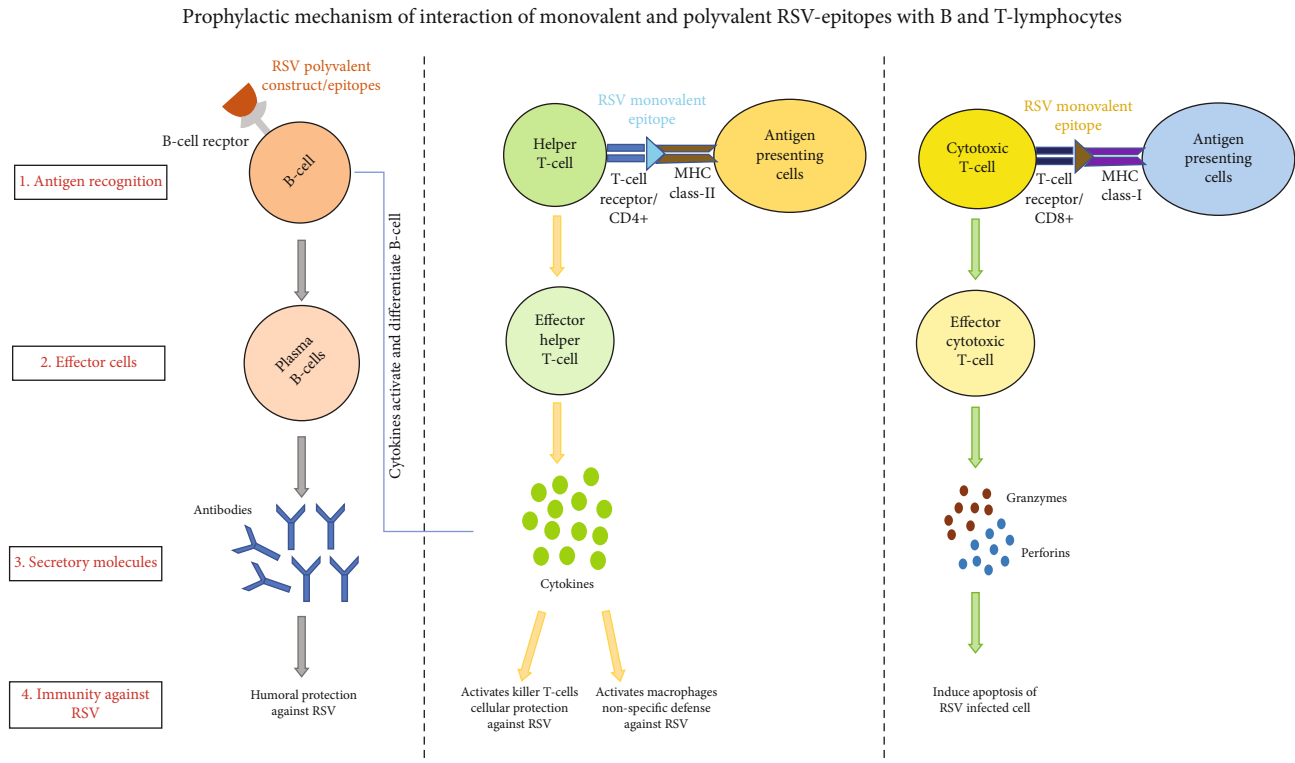 Prophylactic mechanism of interaction of monovalent and polyvalent RSV-epitopes with B and T-lymphocytes
RSV polyvalent
construct/epitopes
B-cell recptor
B-cell
1. Antigen recognition
Plasma
B-cells
2. Effector cells
Antibodies
3. Secretory molecules
Humoral protection
against RSV
4. Immunity against
RSV
Cytokines activate and differentiate B-cell
RSV monovalent
epitope
Helper
T-cell
T-cell
receptor/
CD4+
MHC
class-II
Antigen
presenting
cells
Effector
helper
T-cell
Cytokines
Activates killer T-cells
cellular protection
against RSV
Activates macrophages
non-specific defense
against RSV
RSV monovalent
epitope
Cytotoxic
T-cell
T-cell
receptor/
CD8+
MHC
class-I
Antigen
presenting
cells
Effector
cytotoxic
T-cell
Granzymes
Perforins
Induce apoptosis of
RSV infected cell